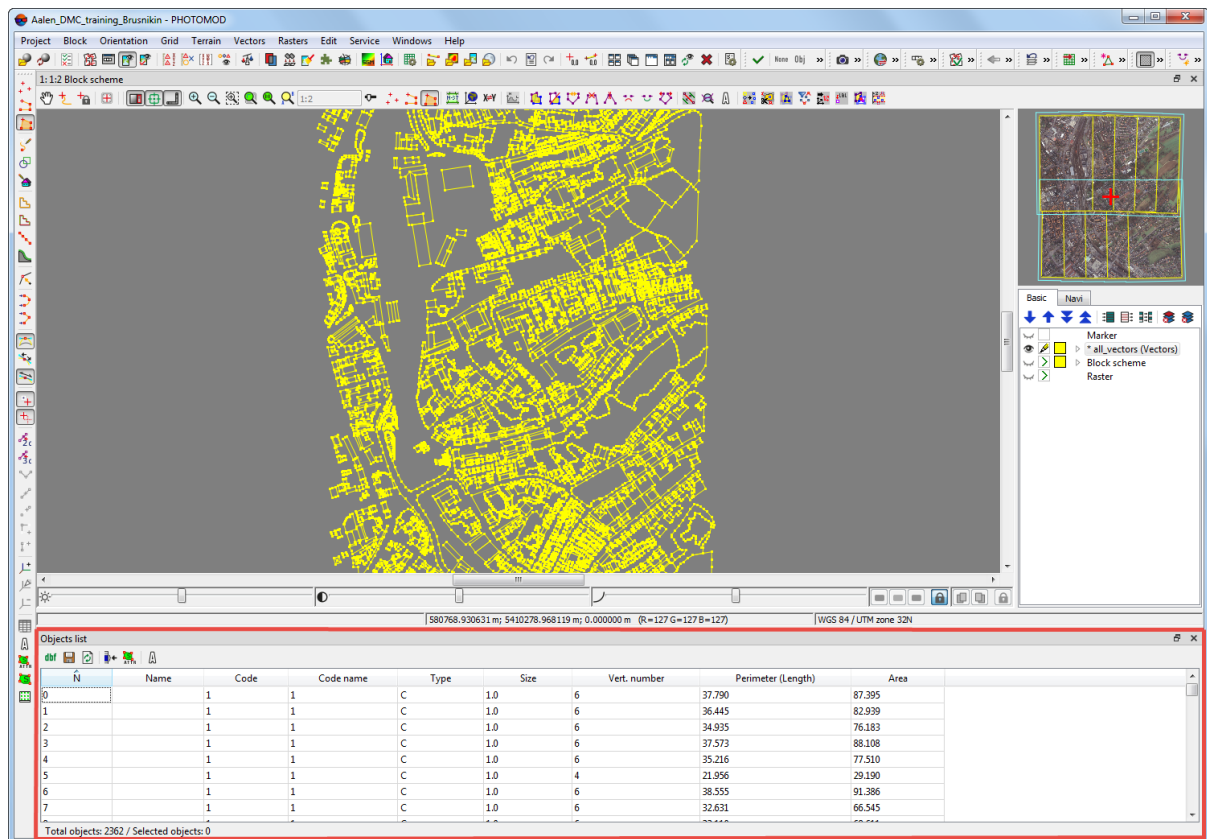 Aalen_DMC_training_Brusnikin - PHOTOMOD
Project Block Orientation Grid Terrain Vectors Rasters Edit Service Windows Help
None Obj
1: 1:2 Block scheme
1:2
Basic Navi
Marker
* all_vectors (Vectors)
Block scheme
Raster
580768.930631 m; 5410278.968119 m; 0.000000 m (R=127 G=127 B=127) WGS 84 / UTM zone 32N
Objects list
dbf
N Name Code Code name Type Size Vert. number Perimeter (Length) Area
0 1 1 C 1.0 6 37.790 87.395
1 1 1 C 1.0 6 36.445 82.939
2 1 1 C 1.0 6 34.935 76.183
3 1 1 C 1.0 6 37.573 88.108
4 1 1 C 1.0 6 35.216 77.510
5 1 1 C 1.0 4 21.956 29.190
6 1 1 C 1.0 6 38.555 91.386
7 1 1 C 1.0 6 32.631 66.545
Total objects: 2362 / Selected objects: 0